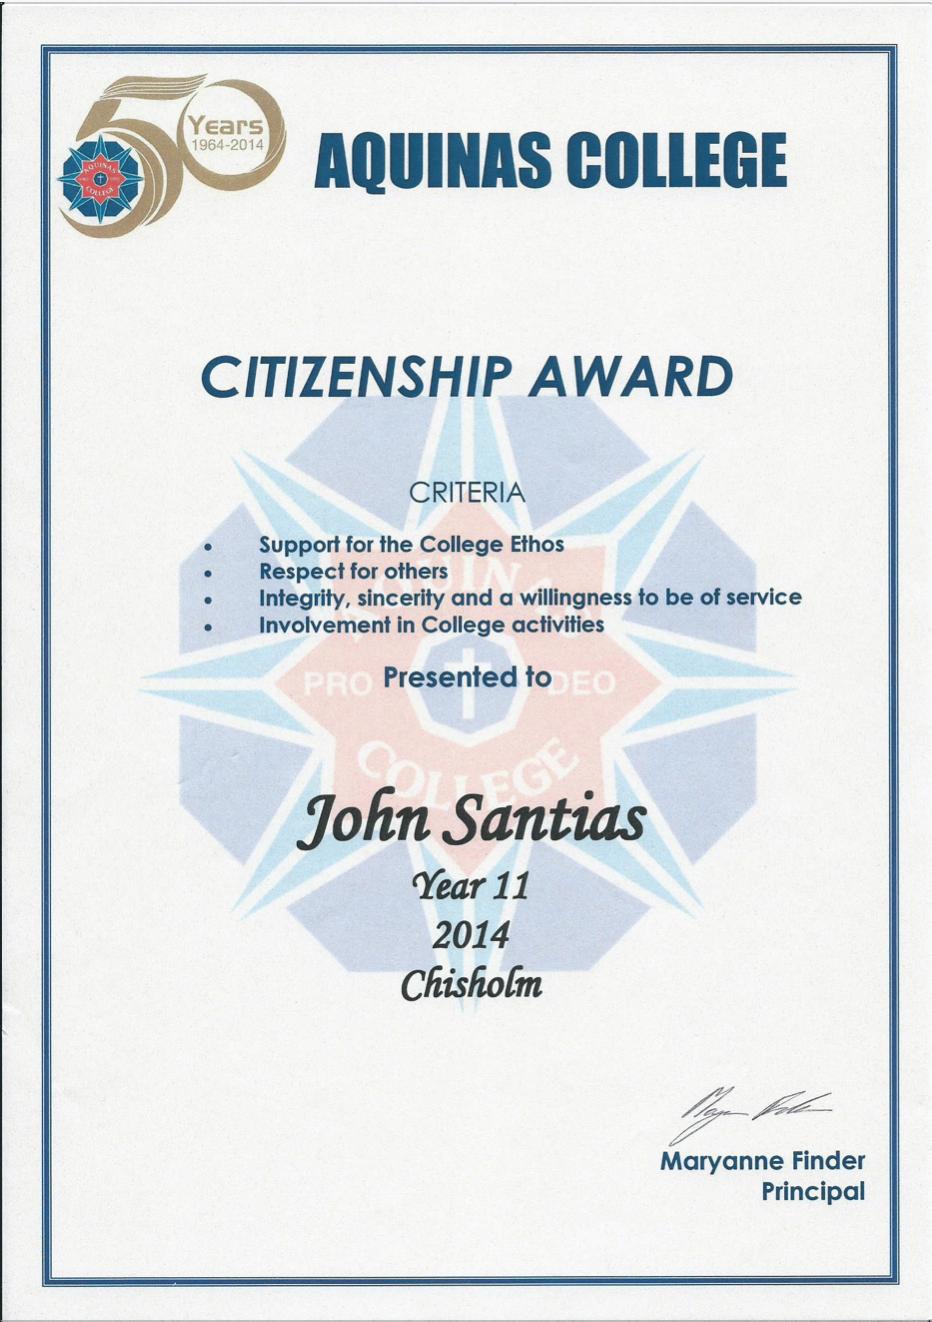 50 Years
1964-2014
AQUINAS
COLLEGE
AQUINAS COLLEGE
CITIZENSHIP AWARD
CRITERIA
• Support for the College Ethos
• Respect for others
• Integrity, sincerity and a willingness to be of service
• Involvement in College activities
Presented to
AQUINAS
PRO DEO
COLLEGE
John Santias
Year 11
2014
Chisholm
Maryanne Finder
Principal